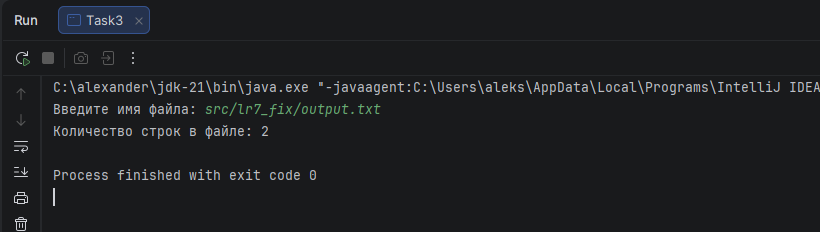 Run Task3
C:\alexander\jdk-21\bin\java.exe "-javaagent:C:\Users\aleks\AppData\Local\Programs\IntelliJ IDEA
Введите имя файла: src/lr7_fix/output.txt
Количество строк в файле: 2
Process finished with exit code 0